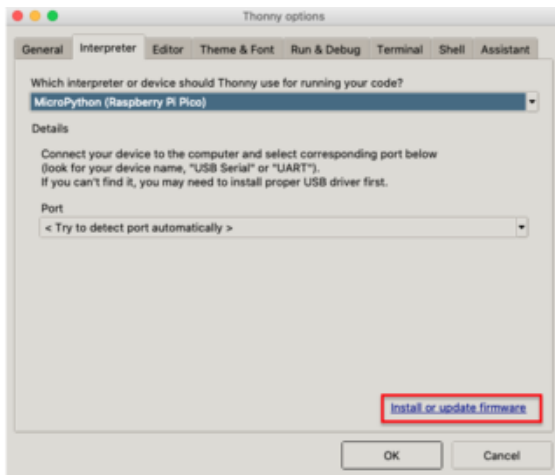 Thonny options
General Interpreter Editor Theme & Font Run & Debug Terminal Shell Assistant
Which interpreter or device should Thonny use for running your code?
MicroPython (Raspberry Pi Pico)
Details
Connect your device to the computer and select corresponding port below
(look for your device name, "USB Serial" or "UART").
If you can't find it, you may need to install proper USB driver first.
Port
< Try to detect port automatically >
Install or update firmware
OK Cancel